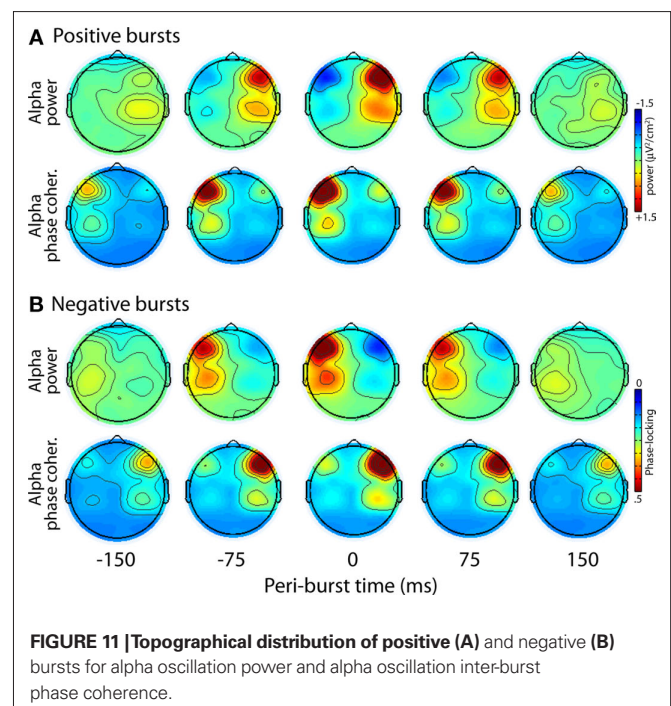 A Positive bursts
Alpha
power
-1.5
power (µV²/cm²)
+1.5
Alpha
phase coher.
B Negative bursts
Alpha
power
0
Phase-locking
.5
Alpha
phase coher.
-150 -75 0 75 150
Peri-burst time (ms)
FIGURE 11 | Topographical distribution of positive (A) and negative (B)
bursts for alpha oscillation power and alpha oscillation inter-burst
phase coherence.